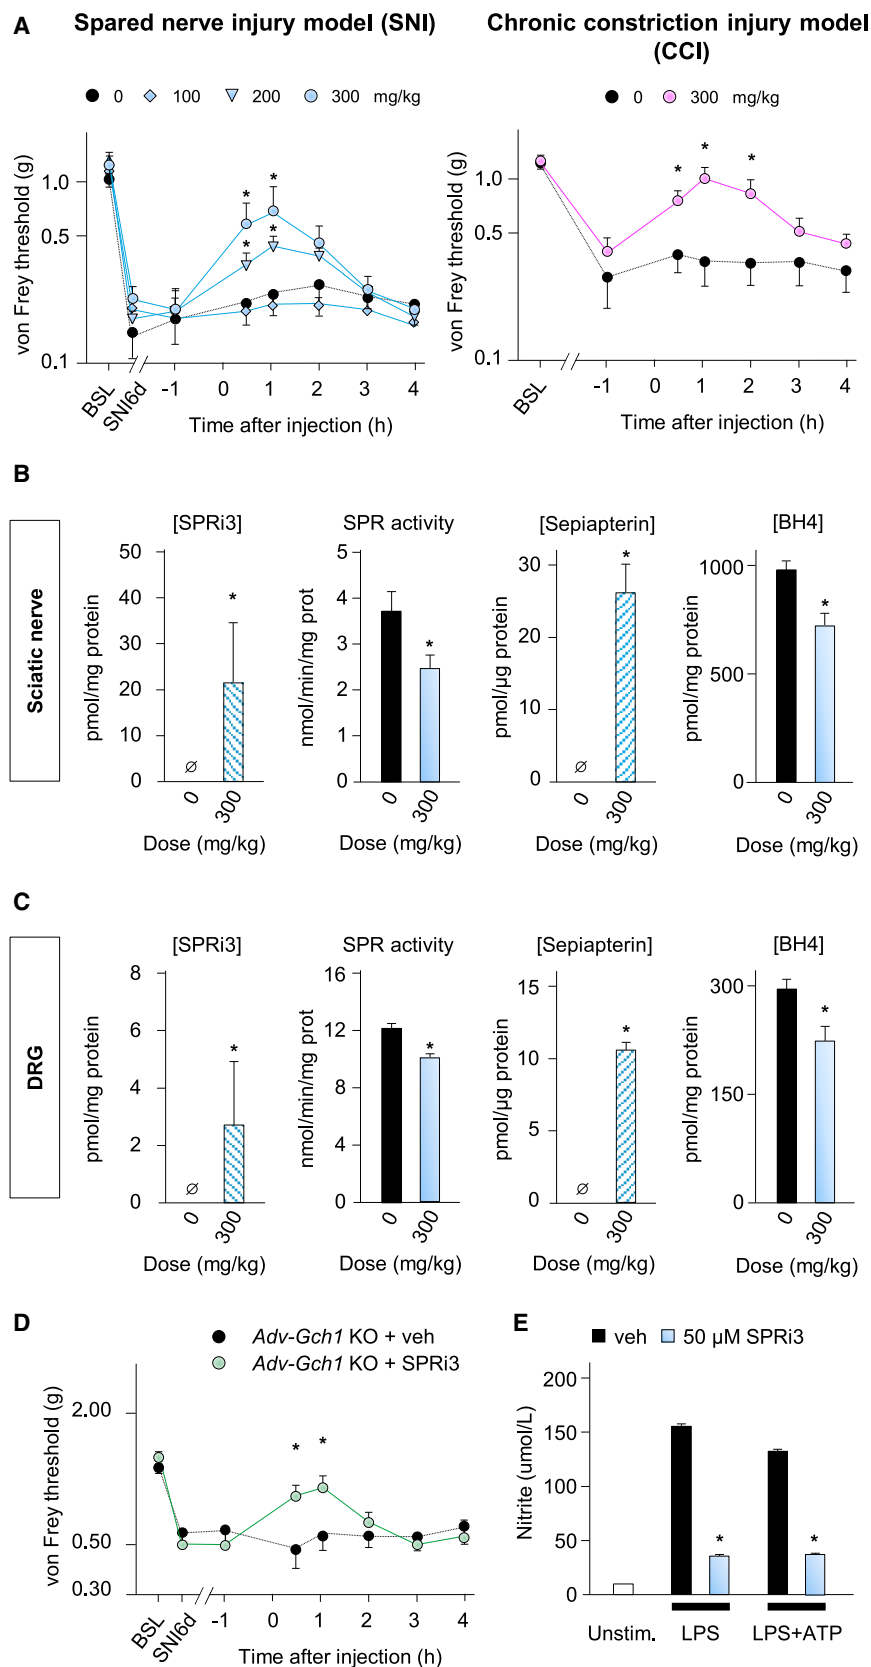 A
Spared nerve injury model (SNI)
Chronic constriction injury model
(CCI)
0 100 200 300 mg/kg
0 300 mg/kg
von Frey threshold (g)
1.0
0.5
0.1
* *
* *
BSL SNI6d -1 0 1 2 3 4
Time after injection (h)
von Frey threshold (g)
1.0
0.5
0.1
* * *
BSL -1 0 1 2 3 4
Time after injection (h)
B
Sciatic nerve
[SPRi3]
pmol/mg protein
50
40
30
20
10
0
*
∅
0 300
Dose (mg/kg)
SPR activity
nmol/min/mg prot
5
4
3
2
1
0
*
0 300
Dose (mg/kg)
[Sepiapterin]
pmol/µg protein
30
20
10
0
*
∅
0 300
Dose (mg/kg)
[BH4]
pmol/mg protein
1000
500
0
*
0 300
Dose (mg/kg)
C
DRG
[SPRi3]
pmol/mg protein
8
6
4
2
0
*
∅
0 300
Dose (mg/kg)
SPR activity
nmol/min/mg prot
16
12
8
4
0
*
0 300
Dose (mg/kg)
[Sepiapterin]
pmol/µg protein
15
10
5
0
*
∅
0 300
Dose (mg/kg)
[BH4]
pmol/mg protein
300
150
0
*
0 300
Dose (mg/kg)
D
Adv-Gch1 KO + veh
Adv-Gch1 KO + SPRi3
von Frey threshold (g)
2.00
0.50
0.30
* *
BSL SNI6d -1 0 1 2 3 4
Time after injection (h)
E
veh 50 µM SPRi3
Nitrite (umol/L)
200
150
100
50
0
* *
Unstim. LPS LPS+ATP